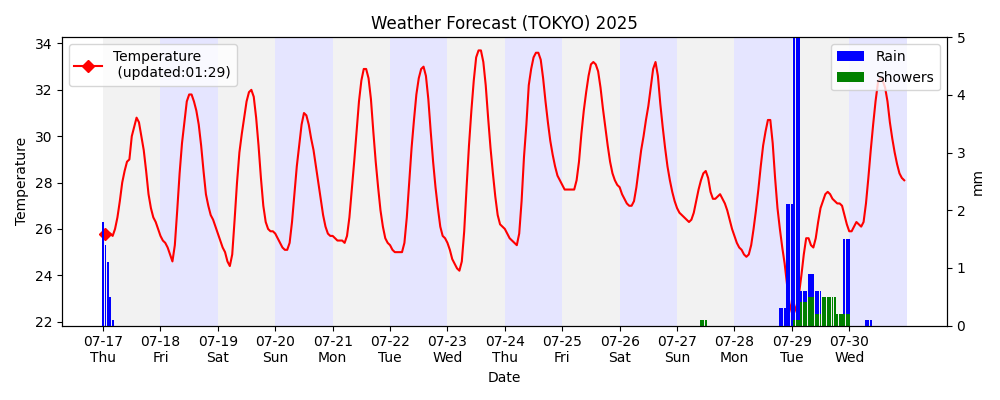 Weather Forecast (TOKYO) 2025
Temperature
(updated:01:29)
Rain
Showers
34
32
30
28
26
24
22
Temperature
5
4
3
2
1
0
mm
07-17 07-18 07-19 07-20 07-21 07-22 07-23 07-24 07-25 07-26 07-27 07-28 07-29 07-30
Thu Fri Sat Sun Mon Tue Wed Thu Fri Sat Sun Mon Tue Wed
Date